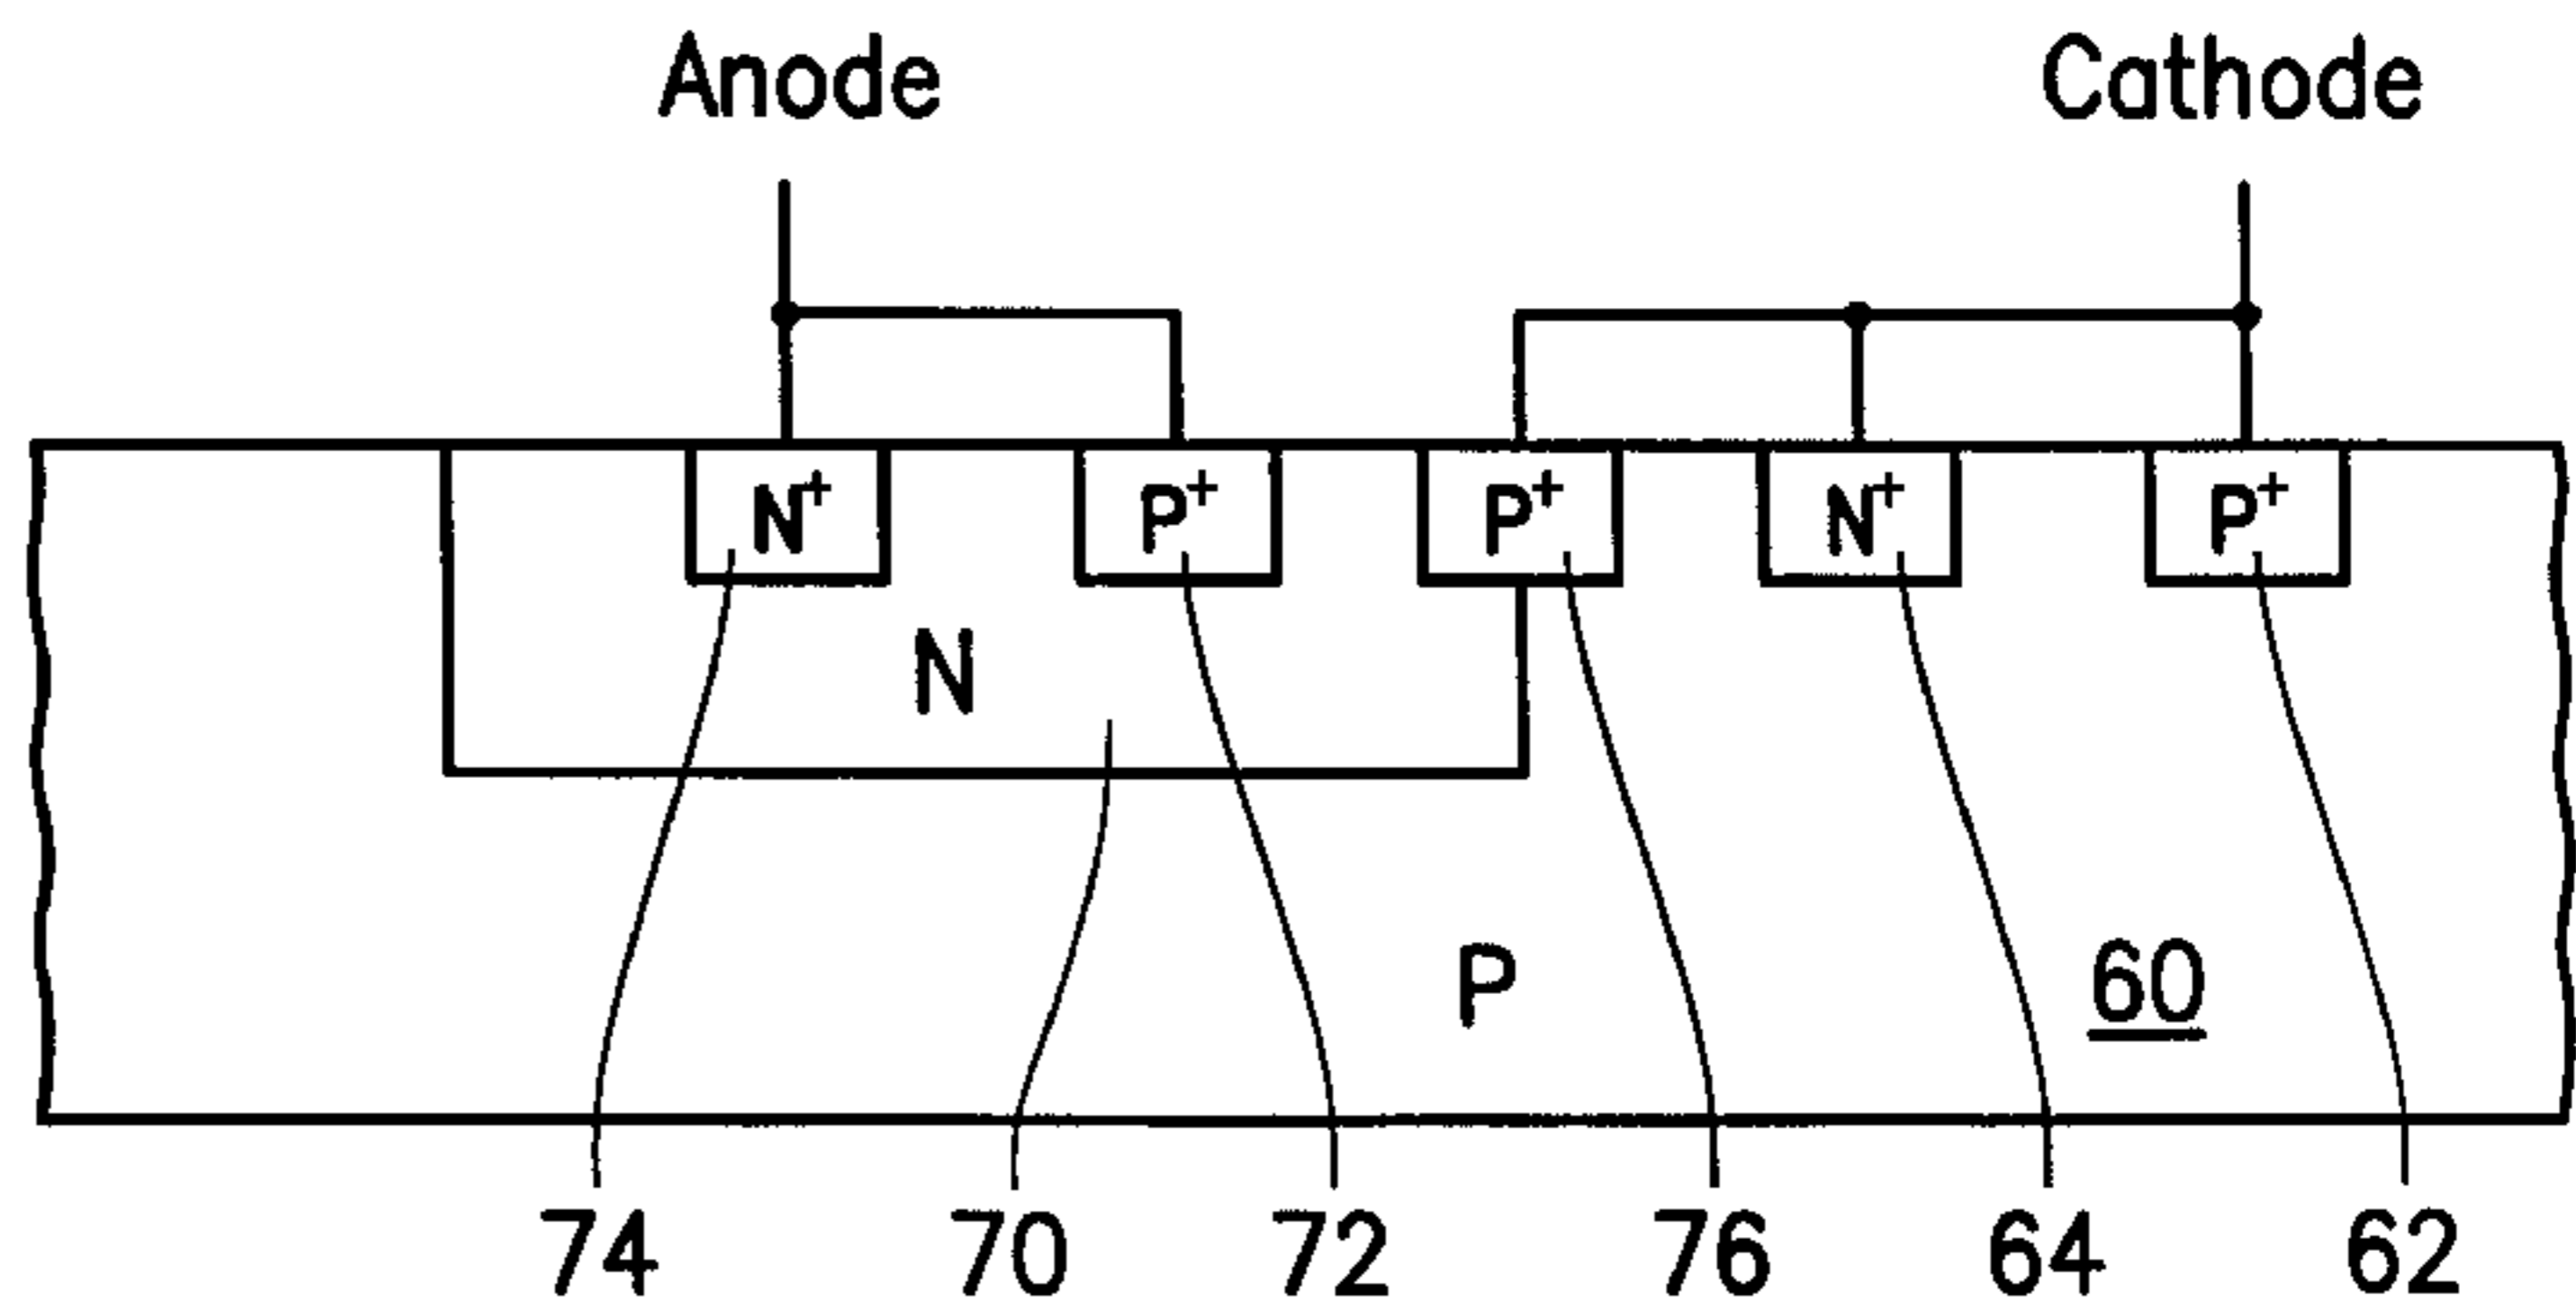 Anode Cathode
N+ P+ P+ N+ P+
N
P 60
74 70 72 76 64 62